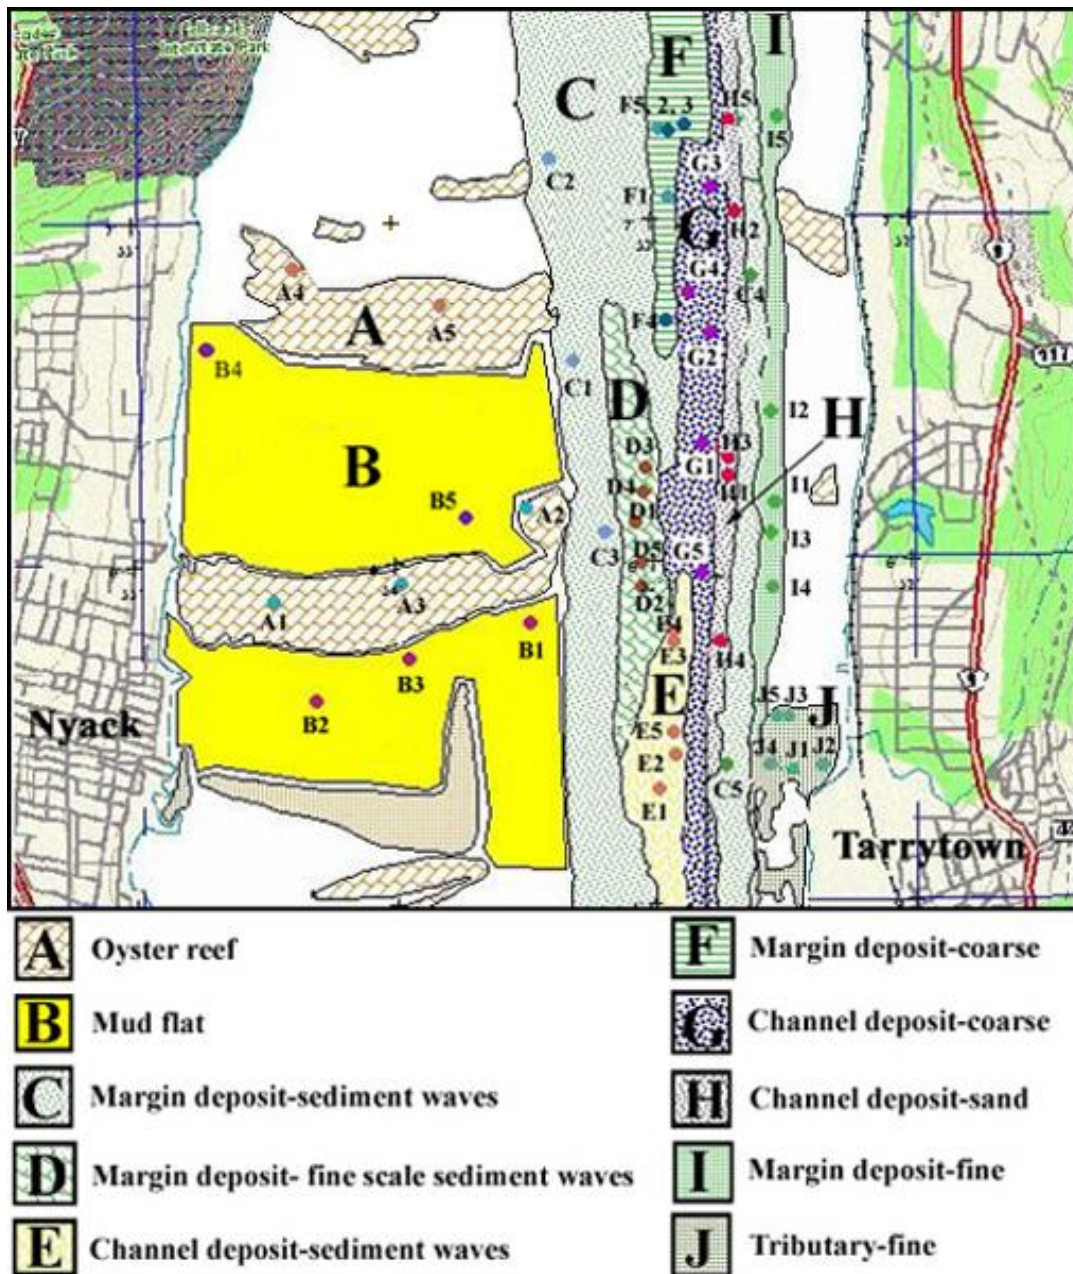 Interstate Park
C
F
I
F5, 2, 3
H5
I5
C2
G3
F1
G
H2
A4
G4
C4
A
A5
F4
G2
B4
C1
D
117
I2
H
B
D3
H3
G1
D4
H1
I1
B5
A2
D1
C3
I3
D5
G5
A3
D2
I4
A1
E4
B1
E3
H4
B3
9
E
B2
J5 J3
J
Nyack
E5
J4
J1
J2
E2
C5
E1
Tarrytown
A Oyster reef
B Mud flat
C Margin deposit-sediment waves
D Margin deposit- fine scale sediment waves
E Channel deposit-sediment waves
F Margin deposit-coarse
G Channel deposit-coarse
H Channel deposit-sand
I Margin deposit-fine
J Tributary-fine